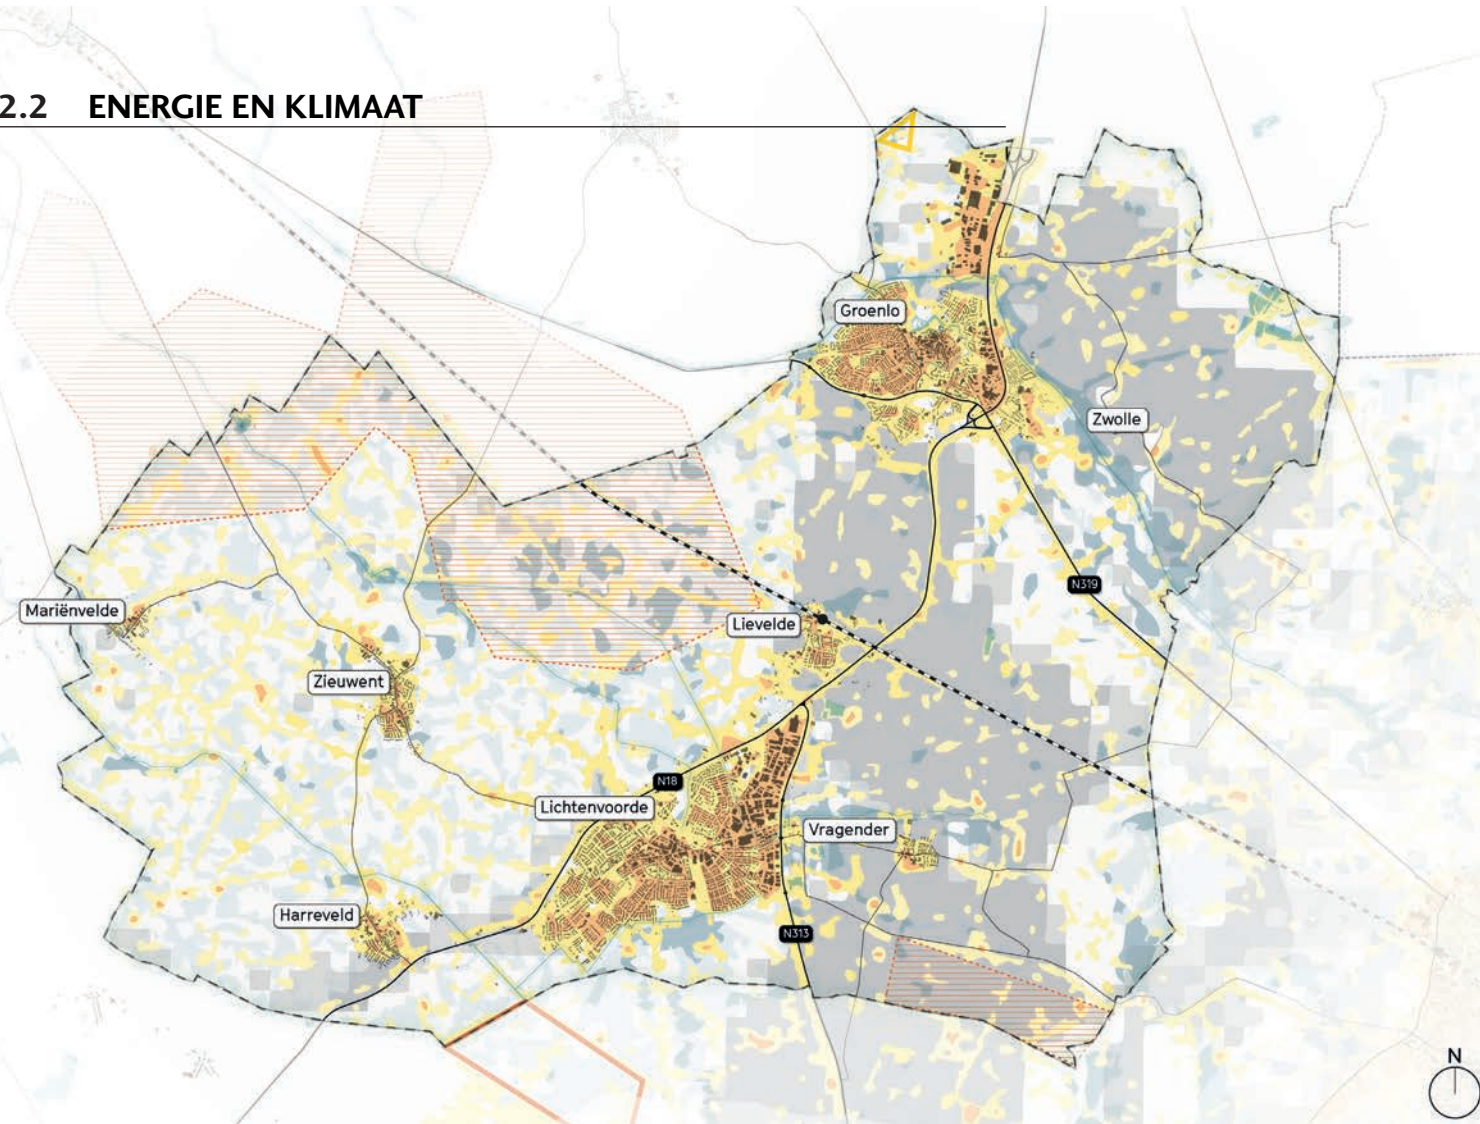 2.2 ENERGIE EN KLIMAAT
Groenlo
Zwolle
N319
Mariënvelde
Lievelde
Zieuwent
N18
Lichtenvoorde
Vragender
Harreveld
N313
N